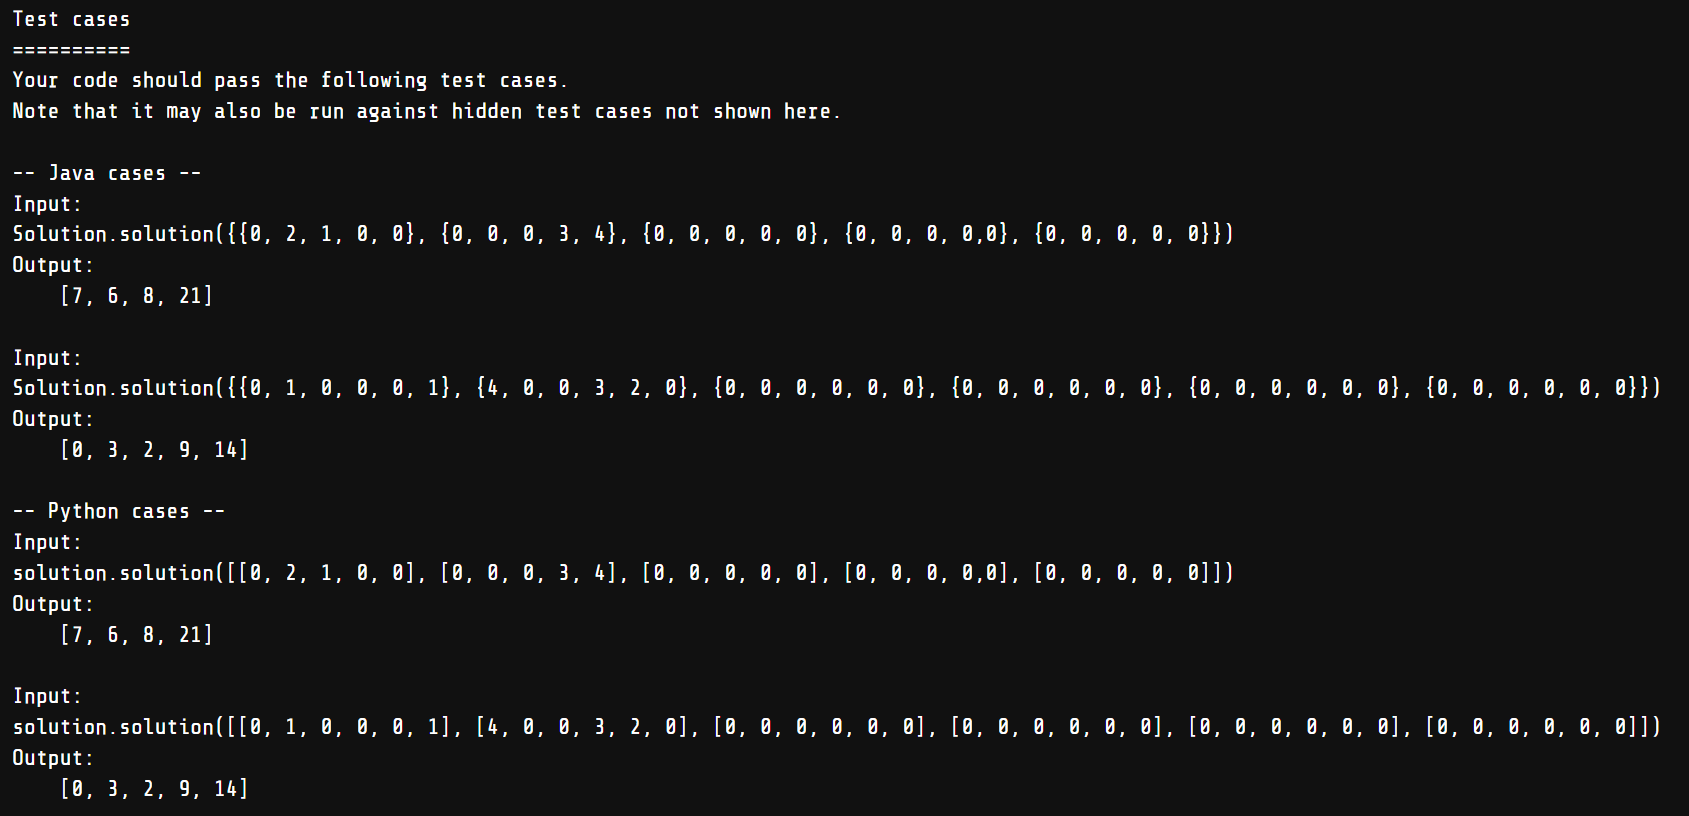 Test cases
==========
Your code should pass the following test cases.
Note that it may also be run against hidden test cases not shown here.
-- Java cases --
Input:
Solution.solution({{0, 2, 1, 0, 0}, {0, 0, 0, 3, 4}, {0, 0, 0, 0, 0}, {0, 0, 0, 0,0}, {0, 0, 0, 0, 0}})
Output:
    [7, 6, 8, 21]
Input:
Solution.solution({{0, 1, 0, 0, 0, 1}, {4, 0, 0, 3, 2, 0}, {0, 0, 0, 0, 0, 0}, {0, 0, 0, 0, 0, 0}, {0, 0, 0, 0, 0, 0}, {0, 0, 0, 0, 0, 0}})
Output:
    [0, 3, 2, 9, 14]
-- Python cases --
Input:
solution.solution([[0, 2, 1, 0, 0], [0, 0, 0, 3, 4], [0, 0, 0, 0, 0], [0, 0, 0, 0,0], [0, 0, 0, 0, 0]])
Output:
    [7, 6, 8, 21]
Input:
solution.solution([[0, 1, 0, 0, 0, 1], [4, 0, 0, 3, 2, 0], [0, 0, 0, 0, 0, 0], [0, 0, 0, 0, 0, 0], [0, 0, 0, 0, 0, 0], [0, 0, 0, 0, 0, 0]])
Output:
    [0, 3, 2, 9, 14]